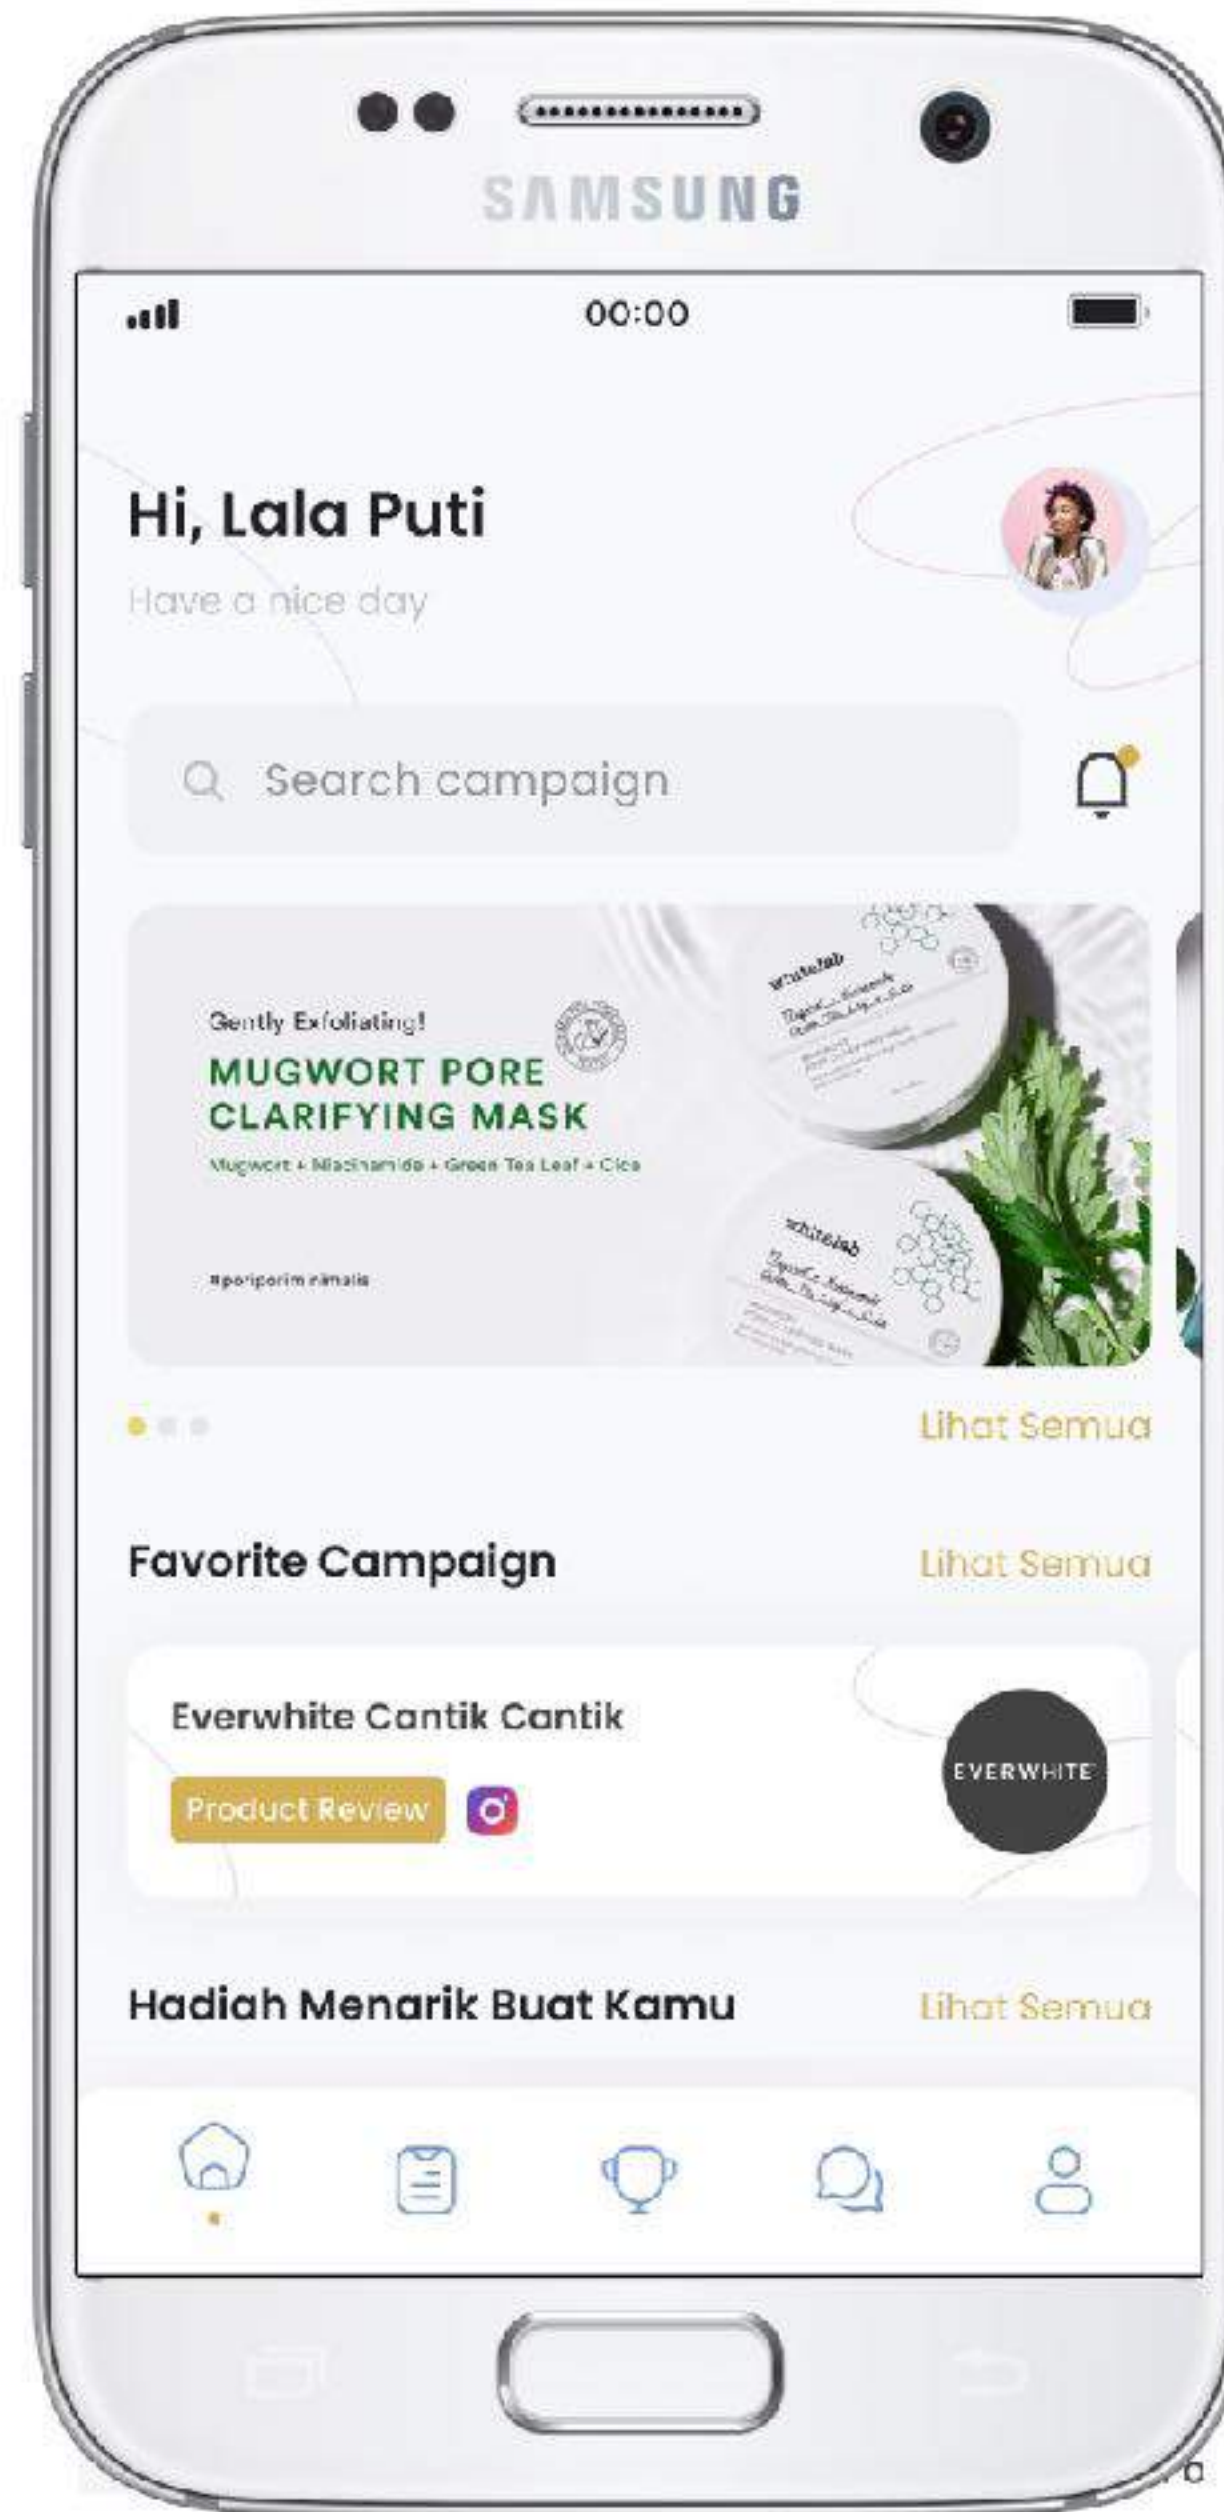 SAMSUNG
00:00
Hi, Lala Puti
Have a nice day
Search campaign
Gently Exfoliating!
MUGWORT PORE
CLARIFYING MASK
Mugwort + Niacinamide + Green Tea Leaf + Cica
#poriporiminimalis
whitelab
whitelab
Lihat Semua
Favorite Campaign
Lihat Semua
Everwhite Cantik Cantik
Product Review
EVERWHITE
Hadiah Menarik Buat Kamu
Lihat Semua